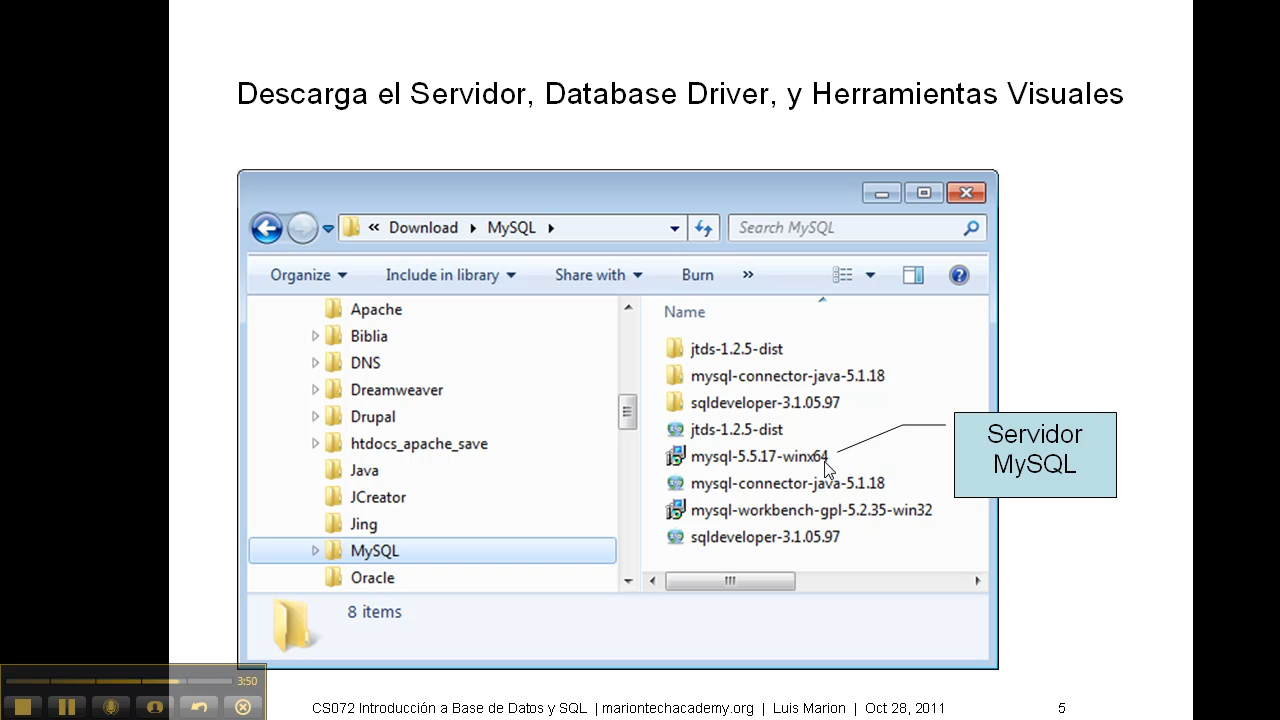 Descarga el Servidor, Database Driver, y Herramientas Visuales
« Download MySQL
Search MySQL
Organize Include in library Share with Burn »
Apache
Biblia
DNS
Dreamweaver
Drupal
htdocs_apache_save
Java
JCreator
Jing
MySQL
Oracle
Name
jtds-1.2.5-dist
mysql-connector-java-5.1.18
sqldeveloper-3.1.05.97
jtds-1.2.5-dist
mysql-5.5.17-winx64
mysql-connector-java-5.1.18
mysql-workbench-gpl-5.2.35-win32
sqldeveloper-3.1.05.97
Servidor
MySQL
8 items
3:50
CS072 Introducción a Base de Datos y SQL | mariontechacademy.org | Luis Marion | Oct 28, 2011 5